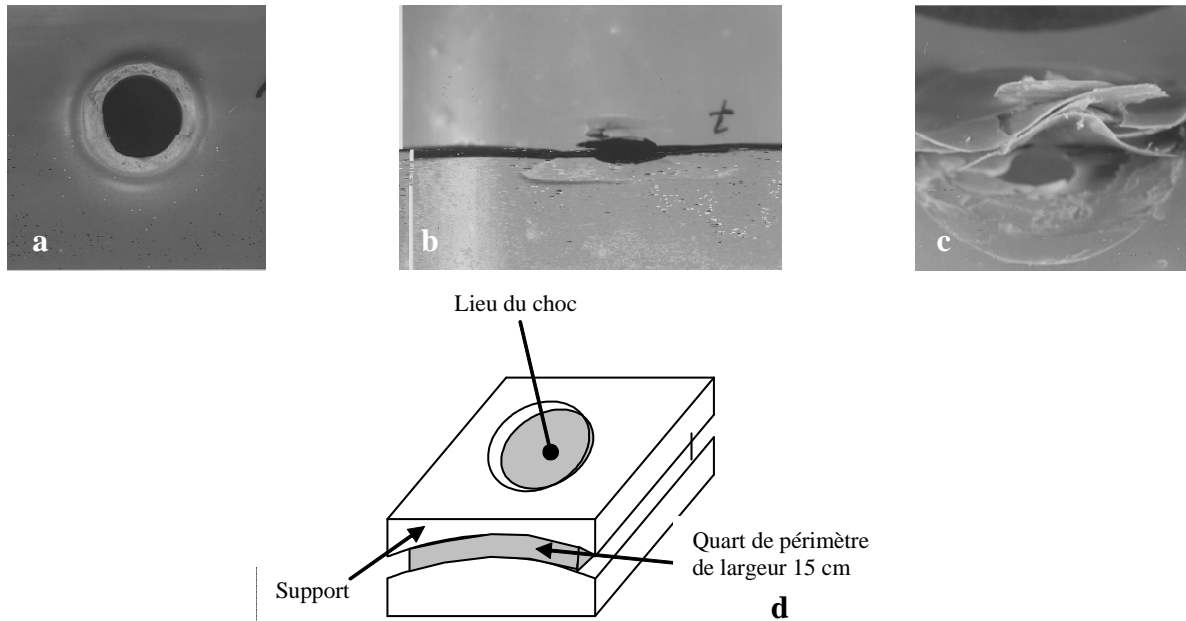 a
b
c
Lieu du choc
Quart de périmètre
de largeur 15 cm
Support
d